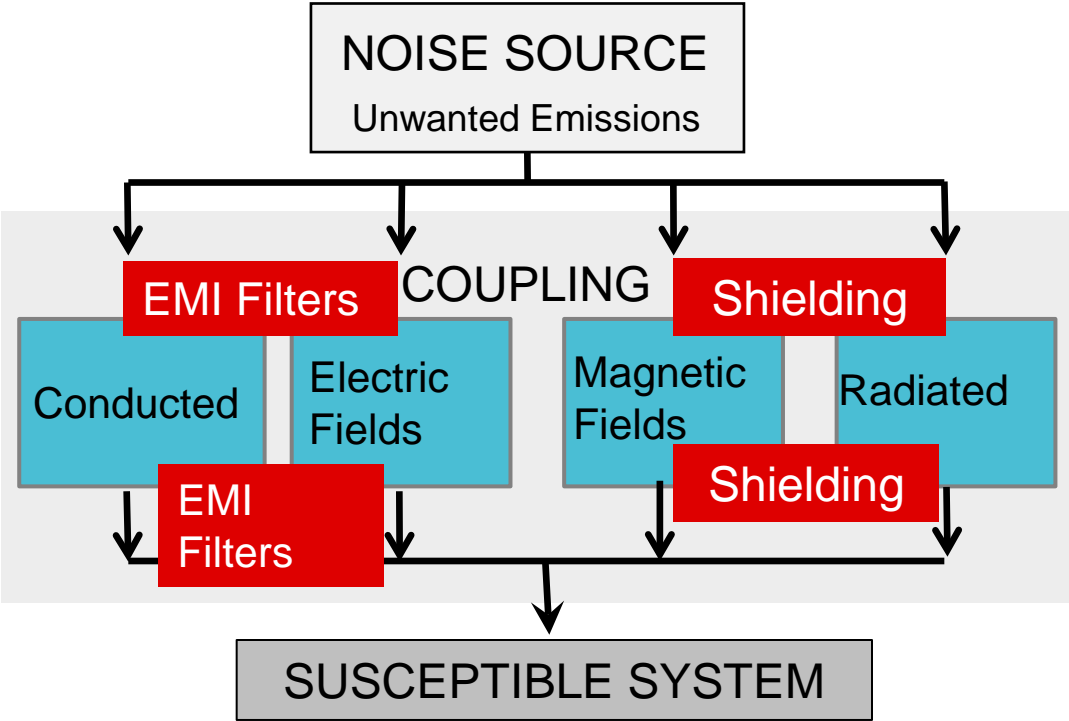 NOISE SOURCE
Unwanted Emissions
COUPLING
EMI Filters
Shielding
Conducted
Electric
Fields
Magnetic
Fields
Radiated
EMI
Filters
Shielding
SUSCEPTIBLE SYSTEM